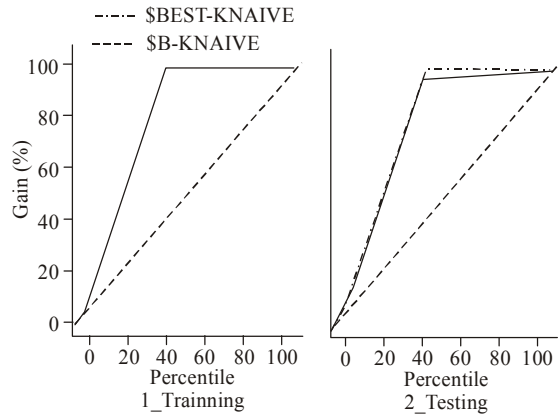 $BEST-KNAIVE
$B-KNAIVE
Gain (%)
100
80
60
40
20
0
0 20 40 60 80 100
Percentile
1_Trainning
0 20 40 60 80 100
Percentile
2_Testing